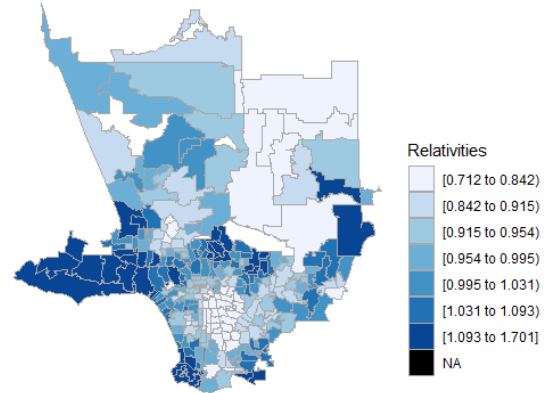 Relativities
[0.712 to 0.842)
[0.842 to 0.915)
[0.915 to 0.954)
[0.954 to 0.995)
[0.995 to 1.031)
[1.031 to 1.093)
[1.093 to 1.701]
NA